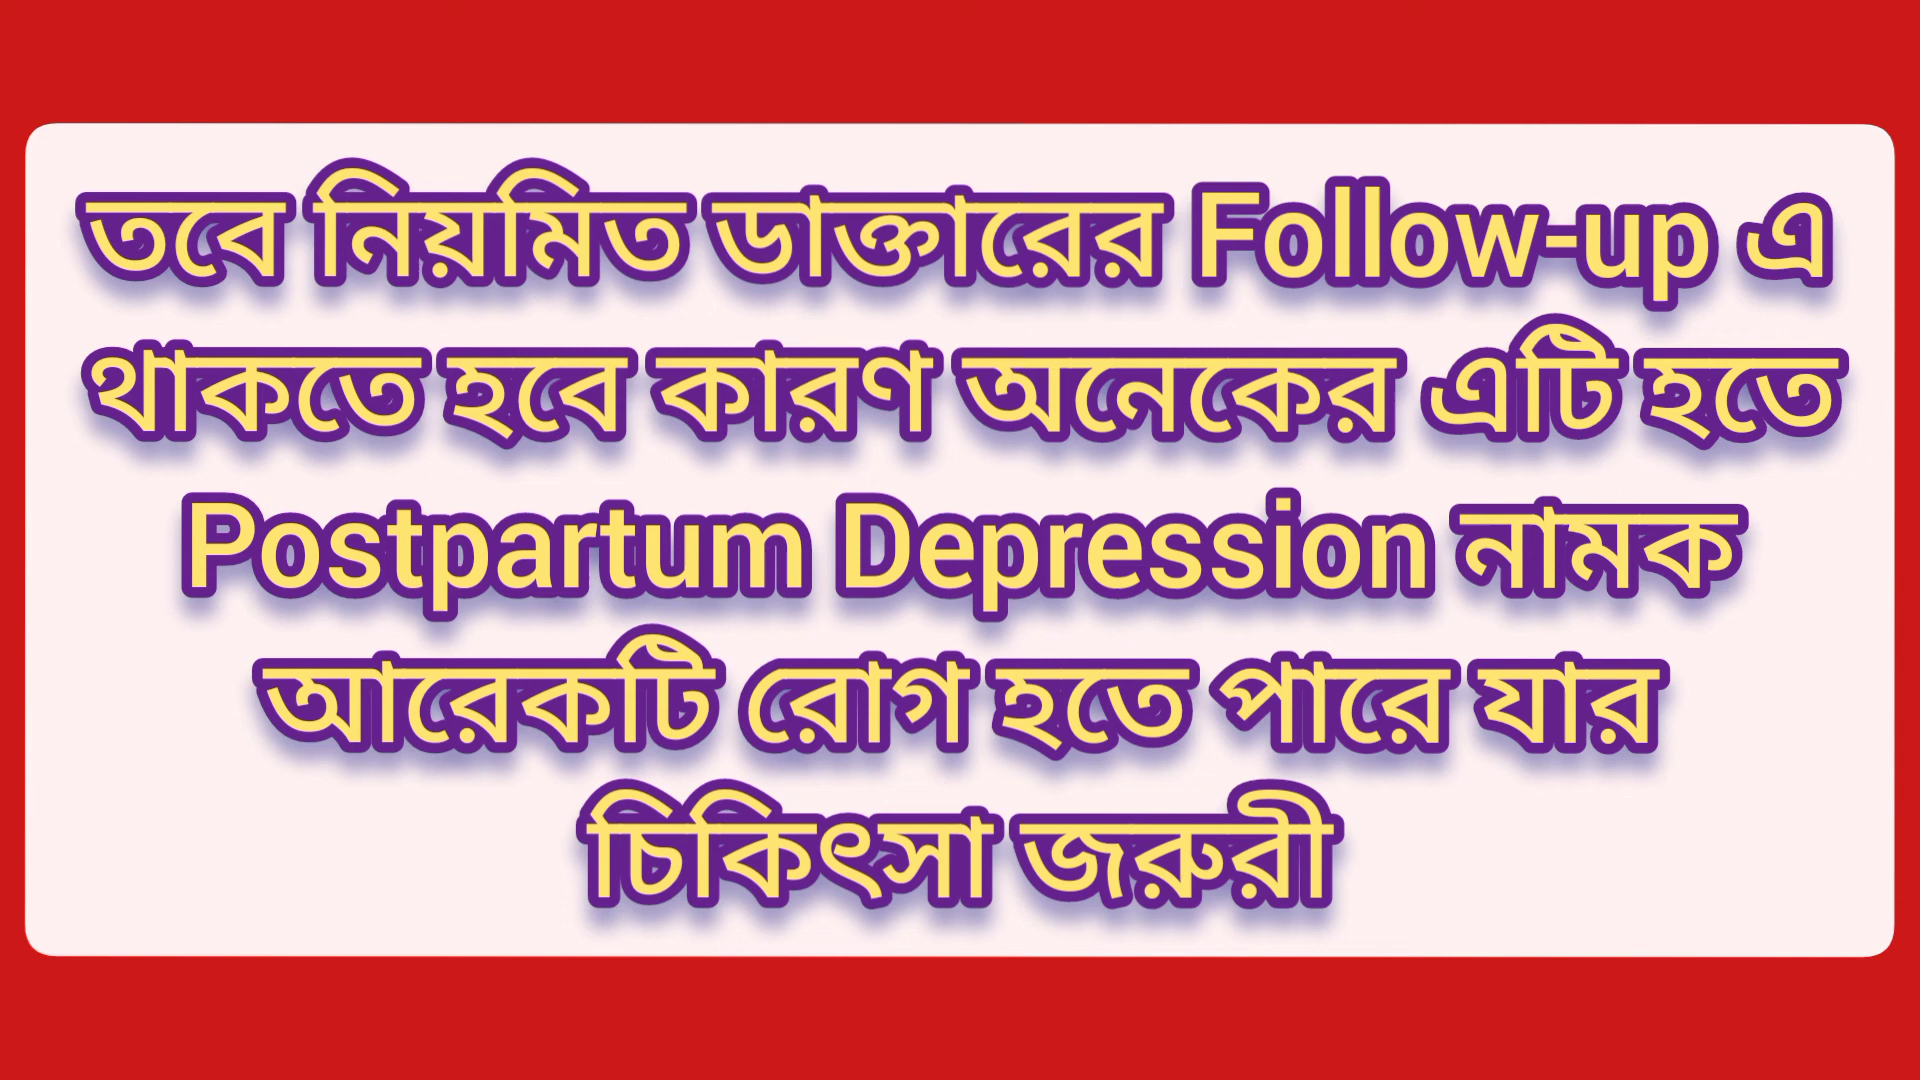 তবে নিয়মিত ডাক্তারের Follow-up এ
থাকতে হবে কারণ অনেকের এটি হতে
Postpartum Depression নামক
আরেকটি রোগ হতে পারে যার
চিকিৎসা জরুরী